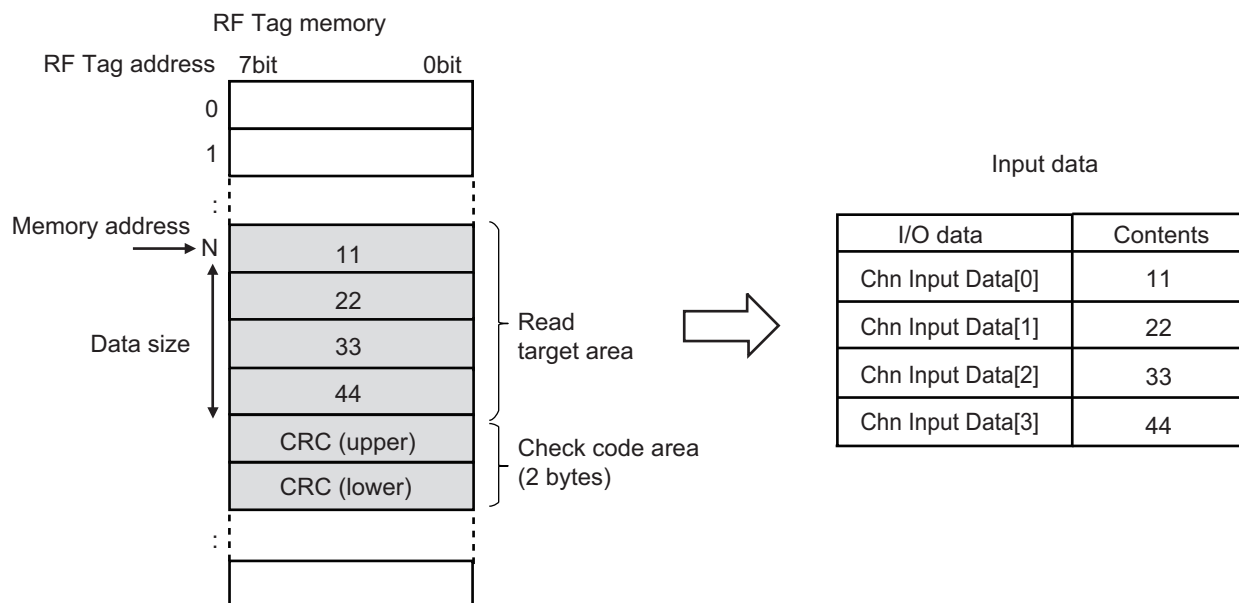 RF Tag memory
RF Tag address 7bit 0bit
0
1
:
Memory address
N
11
22
33
44
Data size
Read
target area
CRC (upper)
CRC (lower)
Check code area
(2 bytes)
:
Input data
I/O data Contents
Chn Input Data[0] 11
Chn Input Data[1] 22
Chn Input Data[2] 33
Chn Input Data[3] 44